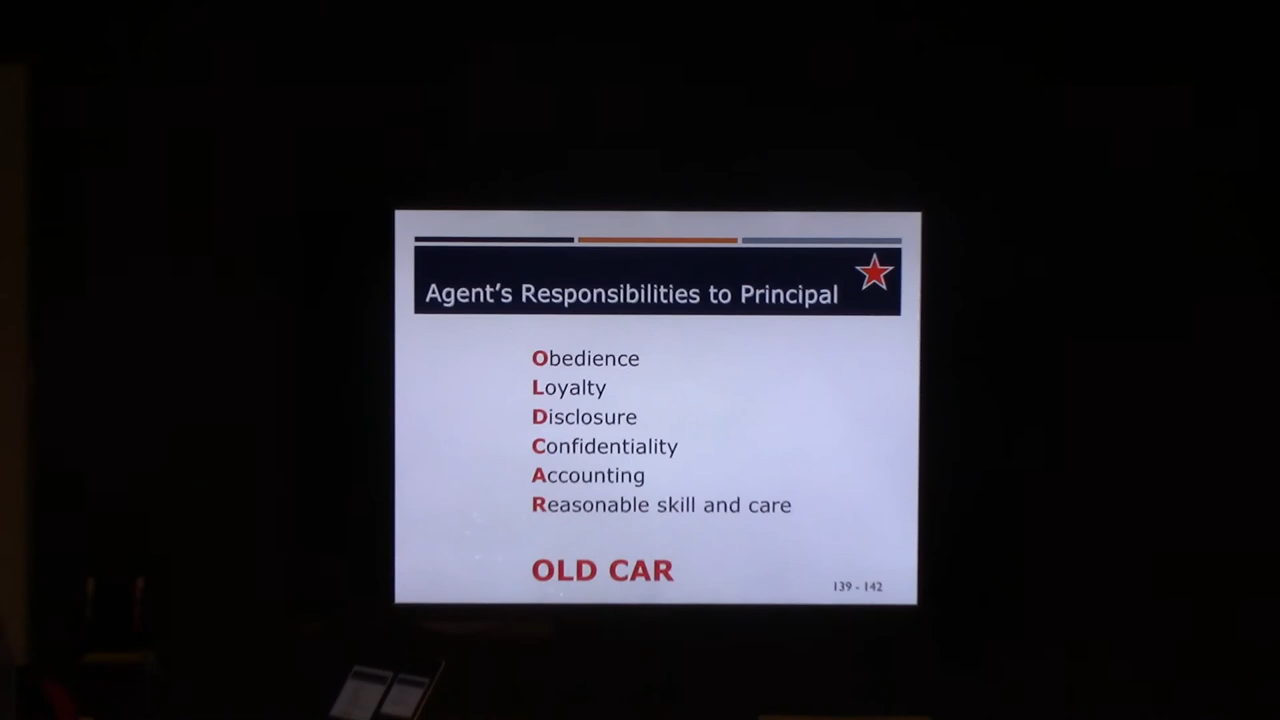 Agent's Responsibilities to Principal
Obedience
Loyalty
Disclosure
Confidentiality
Accounting
Reasonable skill and care
OLD CAR
139 - 142